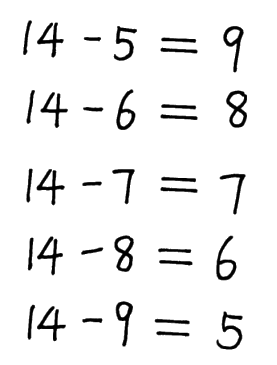 14 - 5 = 9
14 - 6 = 8
14 - 7 = 7
14 - 8 = 6
14 - 9 = 5